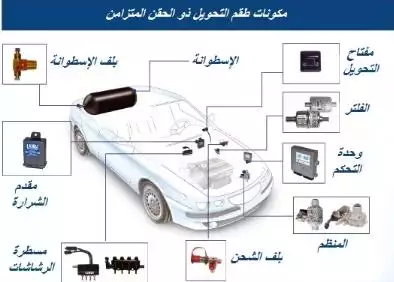 مكونات طقم التحويل ذو الحقن المتزامن
مفتاح
التحويل
الإسطوانة
بلف الإسطوانة
الفلتر
وحدة
التحكم
مقدم
الشرارة
المنظم
بلف الشحن
مسطرة
الرشاشات